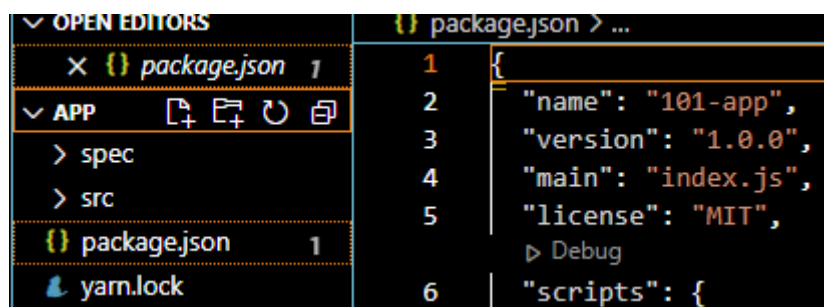 OPEN EDITORS
{} package.json 1
APP
spec
src
{} package.json 1
yarn.lock
{} package.json > ...
1 {
2 "name": "101-app",
3 "version": "1.0.0",
4 "main": "index.js",
5 "license": "MIT",
Debug
6 "scripts": {